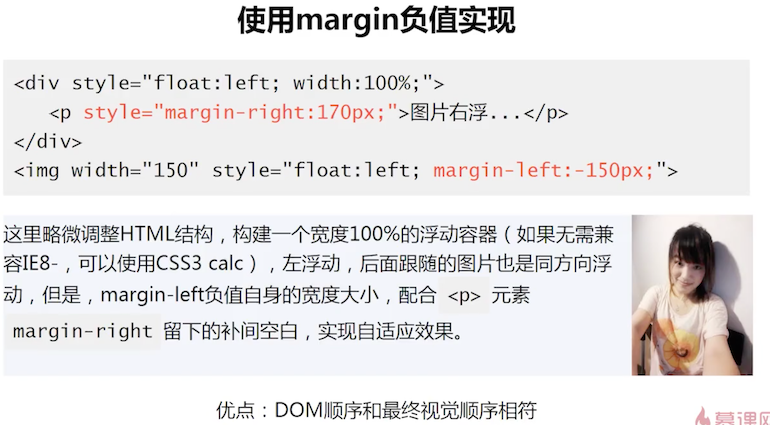 使用margin负值实现
<div style="float:left; width:100%;">
<p style="margin-right:170px;">图片右浮...</p>
</div>
<img width="150" style="float:left; margin-left:-150px;">
这里略微调整HTML结构，构建一个宽度100%的浮动容器（如果无需兼
容IE8-，可以使用CSS3 calc），左浮动，后面跟随的图片也是同方向浮
动，但是，margin-left负值自身的宽度大小，配合 <p> 元素
margin-right 留下的补间空白，实现自适应效果。
优点：DOM顺序和最终视觉顺序相符
慕课网